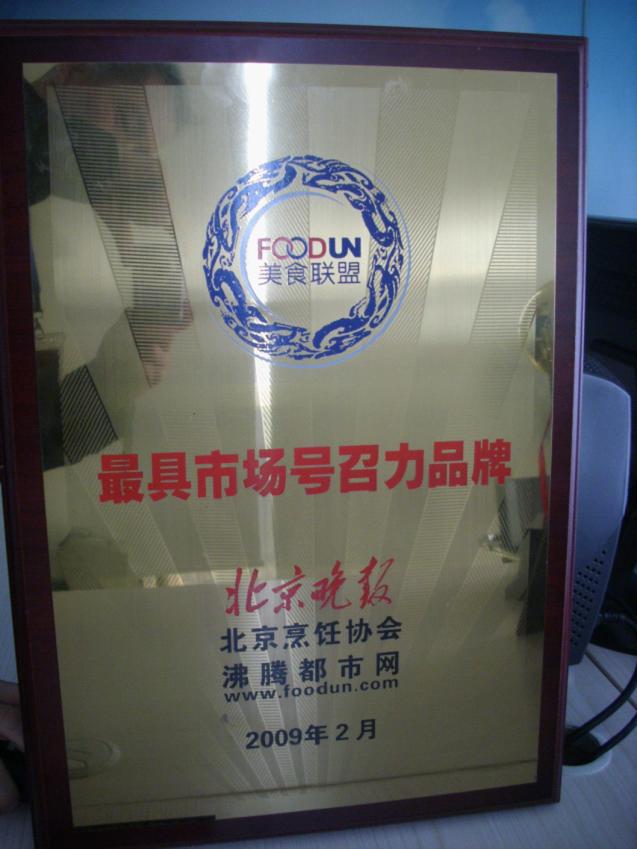 FOODUN
美食联盟
最具市场号召力品牌
北京晚报
北京烹饪协会
沸腾都市网
www.foodun.com
2009年2月